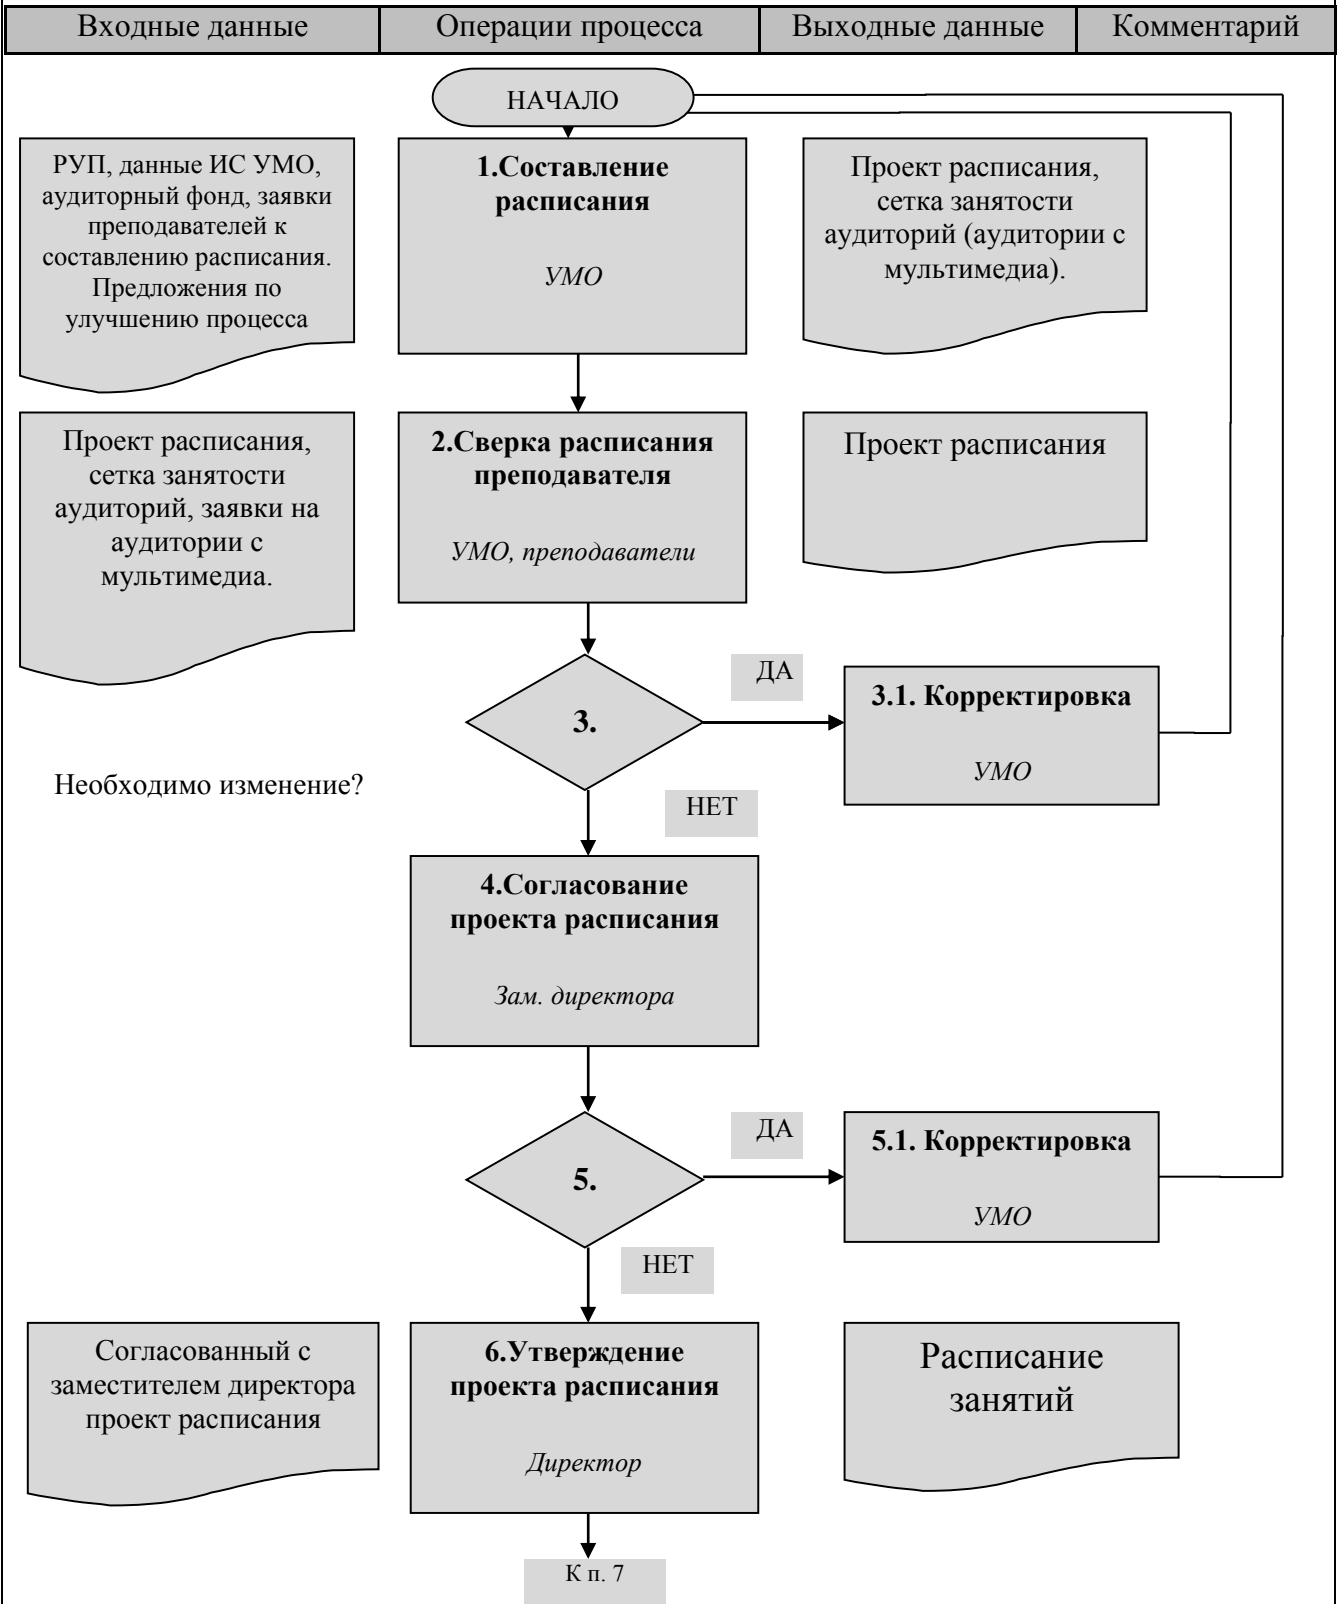 Входные данные
Операции процесса
Выходные данные
Комментарий
НАЧАЛО
РУП, данные ИС УМО,
аудиторный фонд, заявки
преподавателей к
составлению расписания.
Предложения по
улучшению процесса
1.Составление
расписания
УМО
Проект расписания,
сетка занятости
аудиторий (аудитории с
мультимедиа).
Проект расписания,
сетка занятости
аудиторий, заявки на
аудитории с
мультимедиа.
2.Сверка расписания
преподавателя
УМО, преподаватели
Проект расписания
3.
ДА
3.1. Корректировка
УМО
Необходимо изменение?
НЕТ
4.Согласование
проекта расписания
Зам. директора
5.
ДА
5.1. Корректировка
УМО
НЕТ
Согласованный с
заместителем директора
проект расписания
6.Утверждение
проекта расписания
Директор
Расписание
занятий
К п. 7